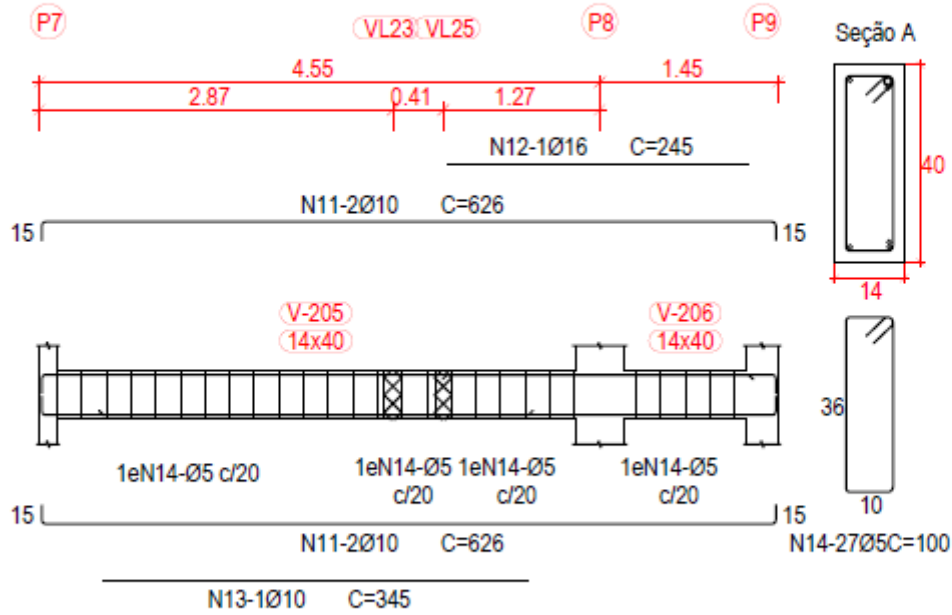 P7 VL23 VL25 P8 P9
Seção A
4.55 1.45
2.87 0.41 1.27
N12-1Ø16 C=245
40
N11-2Ø10 C=626
15 15
14
V-205 V-206
14x40 14x40
36
1eN14-Ø5 c/20 1eN14-Ø5 1eN14-Ø5 1eN14-Ø5
c/20 c/20 c/20
10
15 15
N11-2Ø10 C=626 N14-27Ø5C=100
N13-1Ø10 C=345